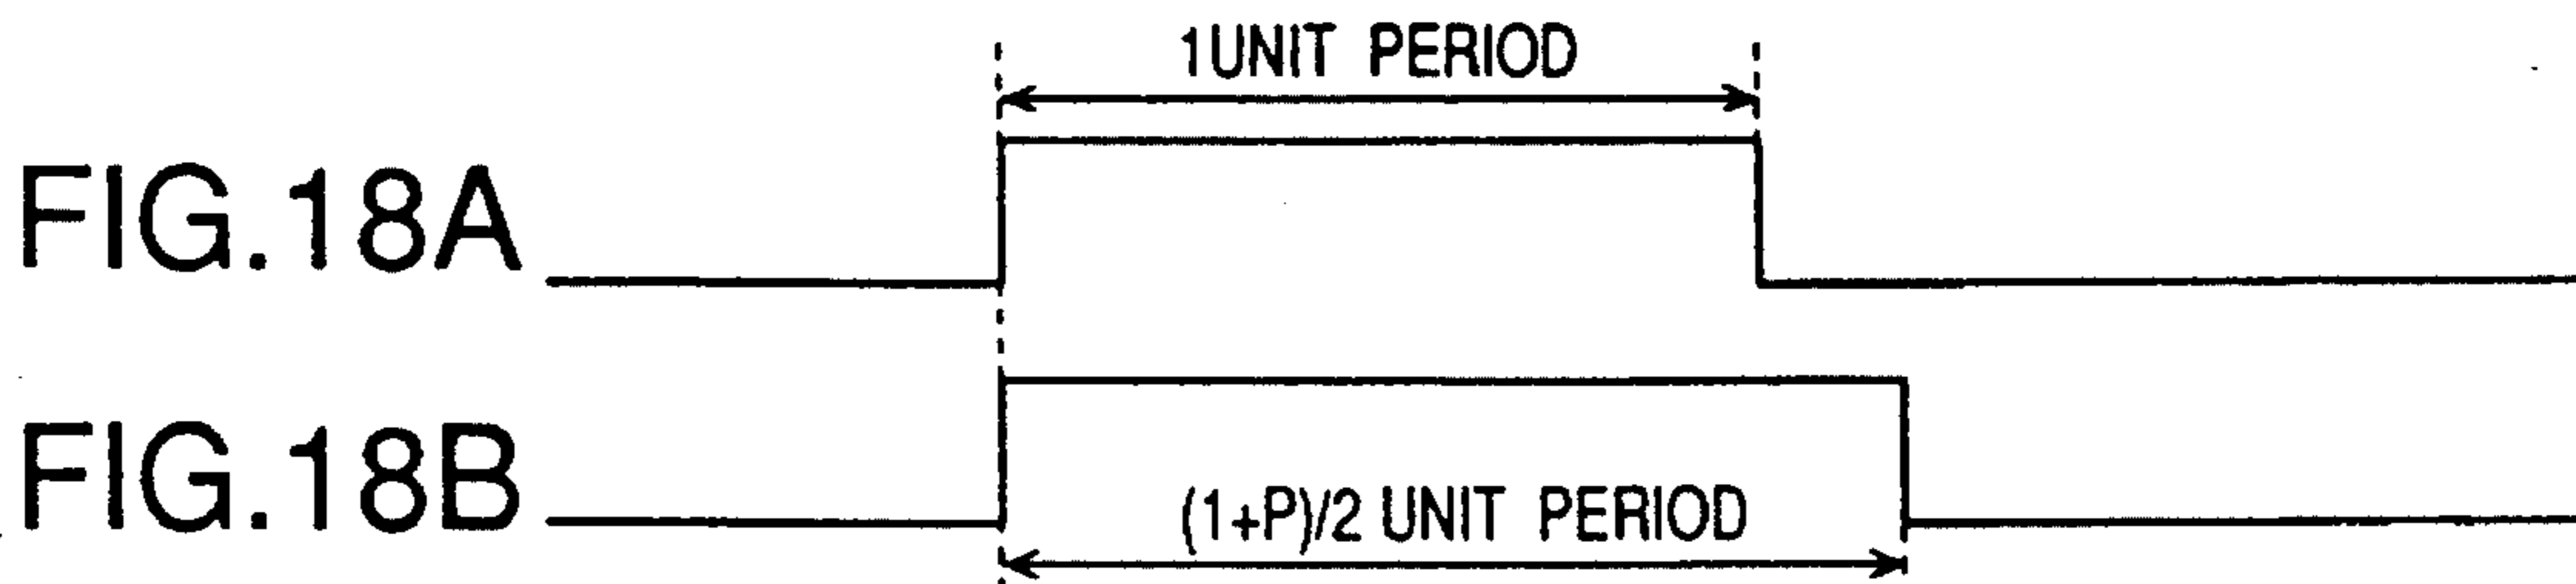 1UNIT PERIOD
FIG.18A
FIG.18B
(1+P)/2 UNIT PERIOD